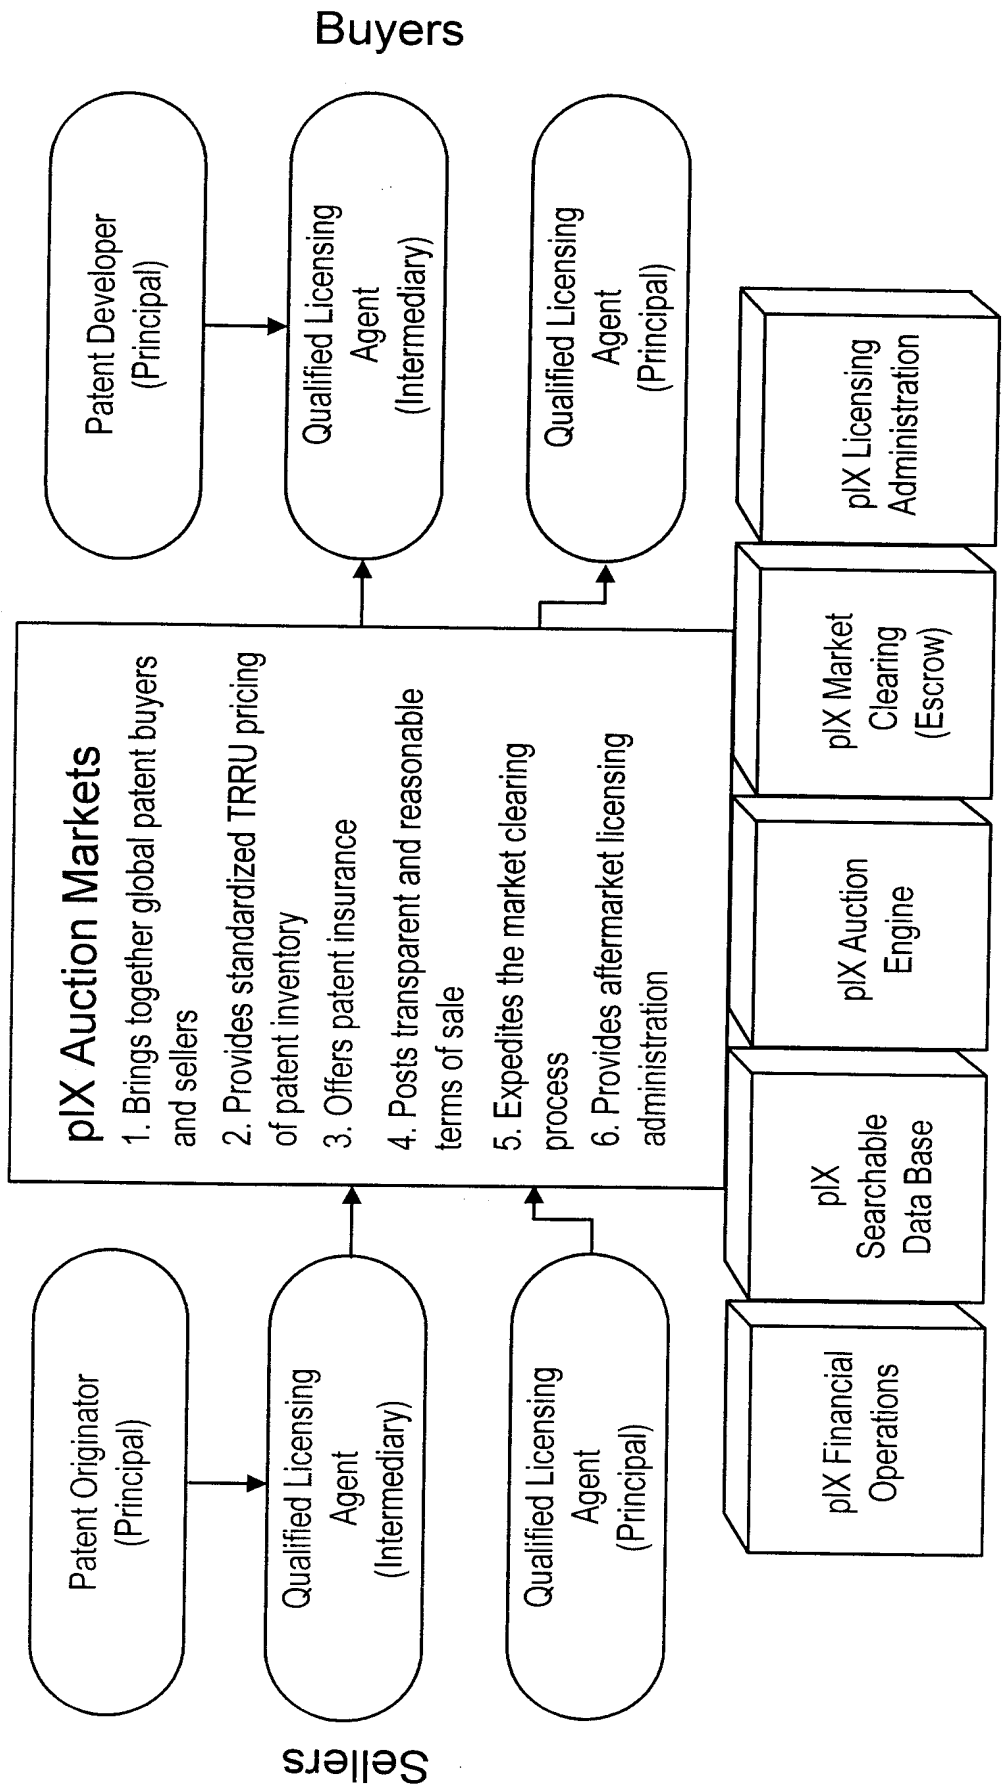 Sellers
Patent Originator
(Principal)
Qualified Licensing
Agent
(Intermediary)
Qualified Licensing
Agent
(Principal)
pIX Auction Markets
1. Brings together global patent buyers
and sellers
2. Provides standardized TRRU pricing
of patent inventory
3. Offers patent insurance
4. Posts transparent and reasonable
terms of sale
5. Expedites the market clearing
process
6. Provides aftermarket licensing
administration
Buyers
Patent Developer
(Principal)
Qualified Licensing
Agent
(Intermediary)
Qualified Licensing
Agent
(Principal)
pIX Financial
Operations
pIX
Searchable
Data Base
pIX Auction
Engine
pIX Market
Clearing
(Escrow)
pIX Licensing
Administration